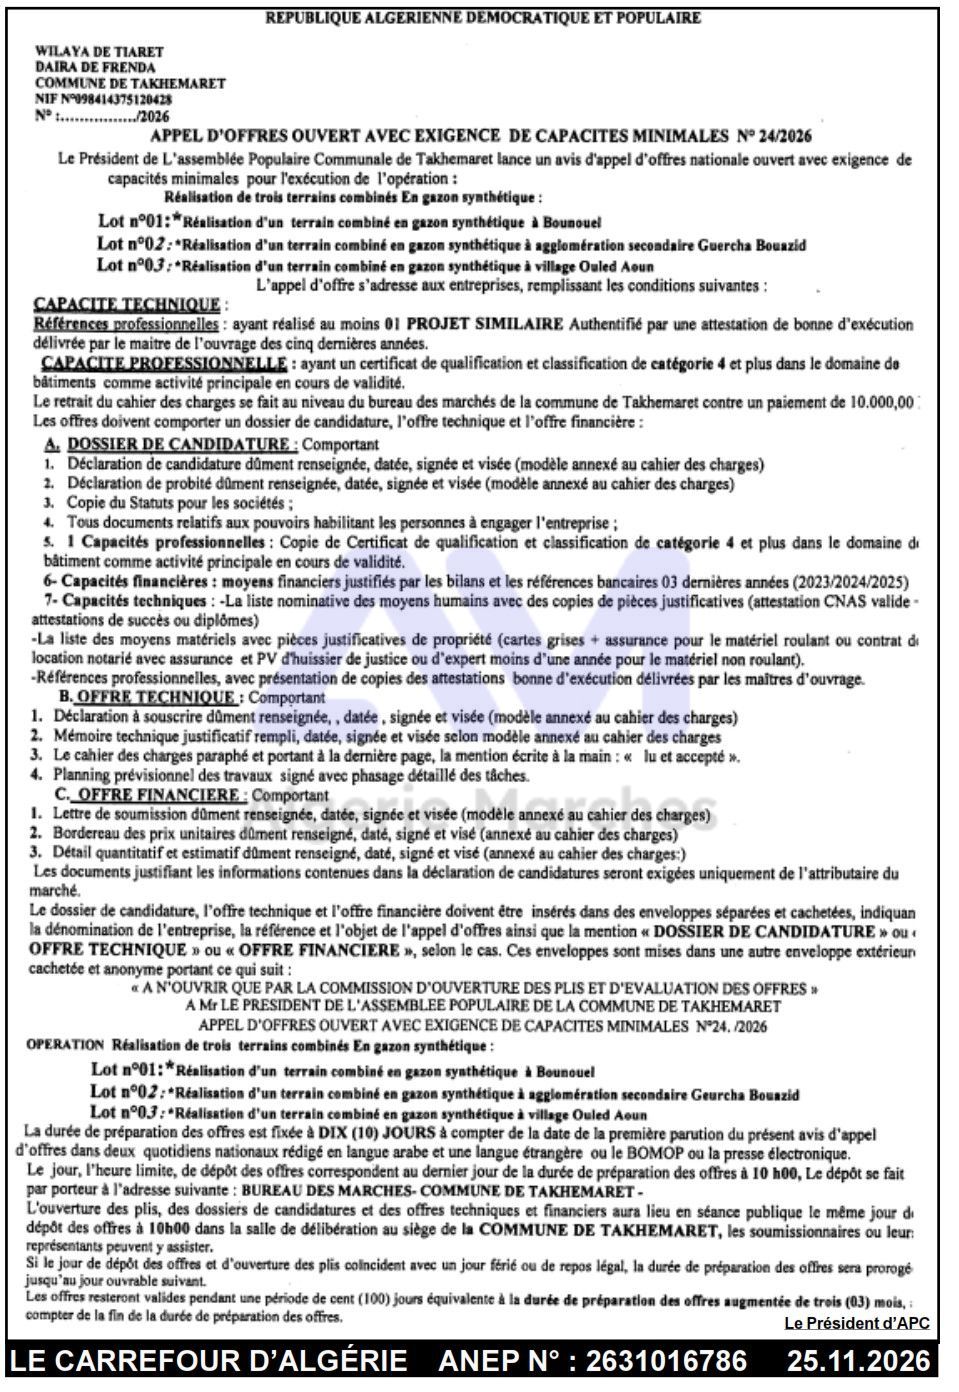 REPUBLIQUE ALGERIENNE DEMOCRATIQUE ET POPULAIRE
WILAYA DE TIARET
DAIRA DE FRENDA
COMMUNE DE TAKHEMARET
NIF N°098414375120428
N° :................/2026
APPEL D'OFFRES OUVERT AVEC EXIGENCE DE CAPACITES MINIMALES N° 24/2026
Le Président de L'assemblée Populaire Communale de Takhemaret lance un avis d'appel d'offres nationale ouvert avec exigence de
capacités minimales pour l'exécution de l'opération :
Réalisation de trois terrains combinés En gazon synthétique :
Lot n°01:*Réalisation d'un terrain combiné en gazon synthétique à Bounouel
Lot n°02:*Réalisation d'un terrain combiné en gazon synthétique à agglomération secondaire Guercha Bouazid
Lot n°03:*Réalisation d'un terrain combiné en gazon synthétique à village Ouled Aoun
L'appel d'offre s'adresse aux entreprises, remplissant les conditions suivantes :
CAPACITE TECHNIQUE :
Références professionnelles : ayant réalisé au moins 01 PROJET SIMILAIRE Authentifié par une attestation de bonne d'exécution
délivrée par le maitre de l'ouvrage des cinq dernières années.
CAPACITE PROFESSIONNELLE : ayant un certificat de qualification et classification de catégorie 4 et plus dans le domaine de
bâtiments comme activité principale en cours de validité.
Le retrait du cahier des charges se fait au niveau du bureau des marchés de la commune de Takhemaret contre un paiement de 10.000,00
Les offres doivent comporter un dossier de candidature, l'offre technique et l'offre financière :
A. DOSSIER DE CANDIDATURE : Comportant
1. Déclaration de candidature dûment renseignée, datée, signée et visée (modèle annexé au cahier des charges)
2. Déclaration de probité dûment renseignée, datée, signée et visée (modèle annexé au cahier des charges)
3. Copie du Statuts pour les sociétés ;
4. Tous documents relatifs aux pouvoirs habilitant les personnes à engager l'entreprise ;
5. 1 Capacités professionnelles : Copie de Certificat de qualification et classification de catégorie 4 et plus dans le domaine d
bâtiment comme activité principale en cours de validité.
6- Capacités financières : moyens financiers justifiés par les bilans et les références bancaires 03 dernières années (2023/2024/2025)
7- Capacités techniques : -La liste nominative des moyens humains avec des copies de pièces justificatives (attestation CNAS valide -
attestations de succès ou diplômes)
-La liste des moyens matériels avec pièces justificatives de propriété (cartes grises + assurance pour le matériel roulant ou contrat d
location notarié avec assurance et PV d'huissier de justice ou d'expert moins d'une année pour le matériel non roulant).
-Références professionnelles, avec présentation de copies des attestations bonne d'exécution délivrées par les maîtres d'ouvrage.
B. OFFRE TECHNIQUE : Comportant
1. Déclaration à souscrire dûment renseignée, , datée , signée et visée (modèle annexé au cahier des charges)
2. Mémoire technique justificatif rempli, datée, signée et visée selon modèle annexé au cahier des charges
3. Le cahier des charges paraphé et portant à la dernière page, la mention écrite à la main : « lu et accepté ».
4. Planning prévisionnel des travaux signé avec phasage détaillé des tâches.
C. OFFRE FINANCIERE : Comportant
Algerie Marches
1. Lettre de soumission dûment renseignée, datée, signée et visée (modèle annexé au cahier des charges)
2. Bordereau des prix unitaires dûment renseigné, daté, signé et visé (annexé au cahier des charges)
3. Détail quantitatif et estimatif dûment renseigné, daté, signé et visé (annexé au cahier des charges:)
Les documents justifiant les informations contenues dans la déclaration de candidatures seront exigées uniquement de l'attributaire du
marché.
Le dossier de candidature, l'offre technique et l'offre financière doivent être insérés dans des enveloppes séparées et cachetées, indiquan
la dénomination de l'entreprise, la référence et l'objet de l'appel d'offres ainsi que la mention « DOSSIER DE CANDIDATURE » ou «
OFFRE TECHNIQUE » ou « OFFRE FINANCIERE », selon le cas. Ces enveloppes sont mises dans une autre enveloppe extérieur
cachetée et anonyme portant ce qui suit :
« A N'OUVRIR QUE PAR LA COMMISSION D'OUVERTURE DES PLIS ET D'EVALUATION DES OFFRES »
A Mr LE PRESIDENT DE L'ASSEMBLEE POPULAIRE DE LA COMMUNE DE TAKHEMARET
APPEL D'OFFRES OUVERT AVEC EXIGENCE DE CAPACITES MINIMALES N°24. /2026
OPERATION Réalisation de trois terrains combinés En gazon synthétique :
Lot n°01:*Réalisation d'un terrain combiné en gazon synthétique à Bounouel
Lot n°02:*Réalisation d'un terrain combiné en gazon synthétique à agglomération secondaire Geurcha Bouazid
Lot n°03:*Réalisation d'un terrain combiné en gazon synthétique à village Ouled Aoun
La durée de préparation des offres est fixée à DIX (10) JOURS à compter de la date de la première parution du présent avis d'appel
d'offres dans deux quotidiens nationaux rédigé en langue arabe et une langue étrangère ou le BOMOP ou la presse électronique.
Le jour, l'heure limite, de dépôt des offres correspondent au dernier jour de la durée de préparation des offres à 10 h00, Le dépôt se fait
par porteur à l'adresse suivante : BUREAU DES MARCHES- COMMUNE DE TAKHEMARET -
L'ouverture des plis, des dossiers de candidatures et des offres techniques et financiers aura lieu en séance publique le même jour d
dépôt des offres à 10h00 dans la salle de délibération au siège de la COMMUNE DE TAKHEMARET, les soumissionnaires ou leur
représentants peuvent y assister.
Si le jour de dépôt des offres et d'ouverture des plis coïncident avec un jour férié ou de repos légal, la durée de préparation des offres sera prorogé
jusqu'au jour ouvrable suivant.
Les offres resteront valides pendant une période de cent (100) jours équivalente à la durée de préparation des offres augmentée de trois (03) mois,
compter de la fin de la durée de préparation des offres.
Le Président d'APC
LE CARREFOUR D'ALGÉRIE ANEP N° : 2631016786 25.11.2026